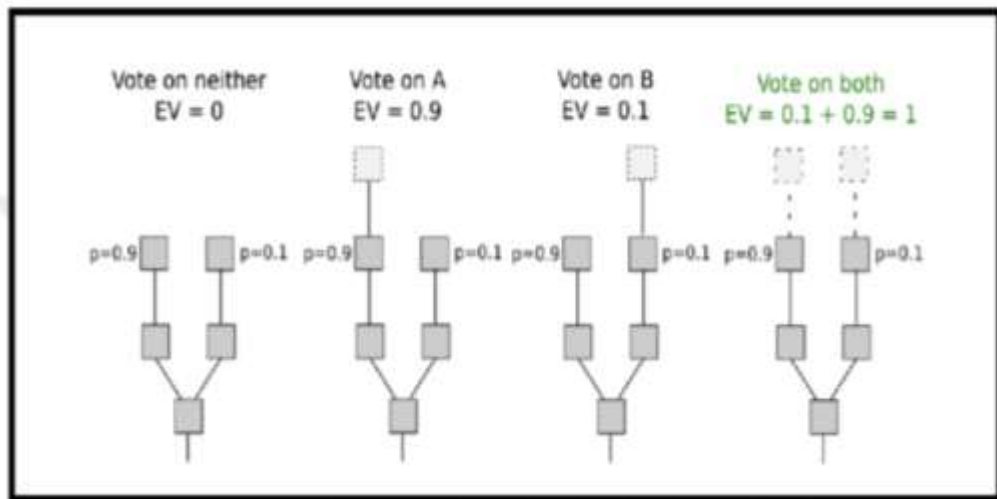 Vote on neither
EV = 0
Vote on A
EV = 0.9
Vote on B
EV = 0.1
Vote on both
EV = 0.1 + 0.9 = 1
p=0.9
p=0.1
p=0.9
p=0.1
p=0.9
p=0.1
p=0.9
p=0.1